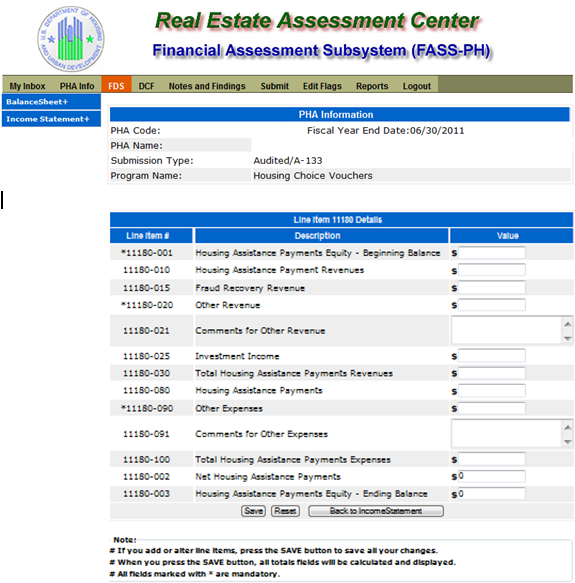 U.S. DEPARTMENT OF HOUSING AND URBAN DEVELOPMENT
Real Estate Assessment Center
Financial Assessment Subsystem (FASS-PH)
My Inbox PHA Info FDS DCF Notes and Findings Submit Edit Flags Reports Logout
BalanceSheet+
Income Statement+
PHA Information
PHA Code: Fiscal Year End Date:06/30/2011
PHA Name:
Submission Type: Audited/A-133
Program Name: Housing Choice Vouchers
Line Item 11180 Details
Line Item # Description Value
*11180-001 Housing Assistance Payments Equity - Beginning Balance $
11180-010 Housing Assistance Payment Revenues $
11180-015 Fraud Recovery Revenue $
*11180-020 Other Revenue $
11180-021 Comments for Other Revenue
11180-025 Investment Income $
11180-030 Total Housing Assistance Payments Revenues $
11180-080 Housing Assistance Payments $
*11180-090 Other Expenses $
11180-091 Comments for Other Expenses
11180-100 Total Housing Assistance Payments Expenses $
11180-002 Net Housing Assistance Payments $0
11180-003 Housing Assistance Payments Equity - Ending Balance $0
Save Reset Back to IncomeStatement
Note:
# If you add or alter line items, press the SAVE button to save all your changes.
# When you press the SAVE button, all totals fields will be calculated and displayed.
# All fields marked with * are mandatory.